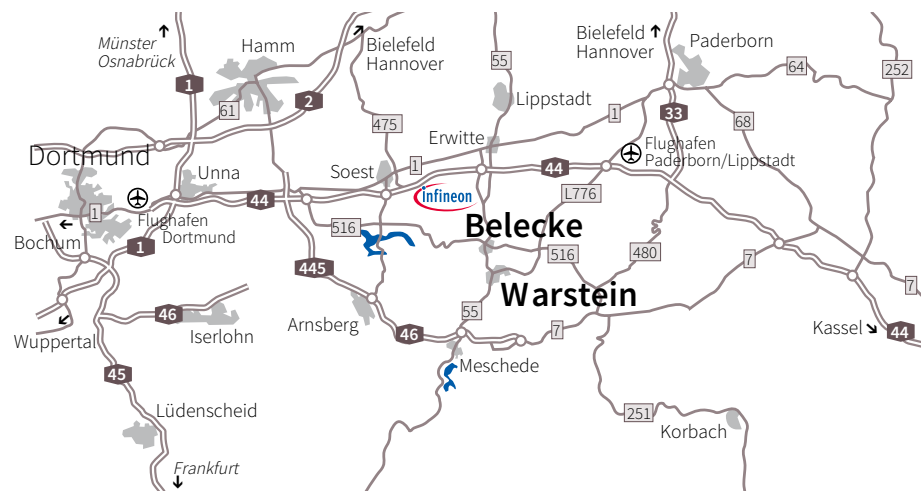 Münster
Osnabrück
Hamm
Bielefeld
Hannover
Bielefeld
Hannover
Paderborn
55
64
252
1
2
61
475
Lippstadt
1
33
68
Erwitte
Dortmund
Unna
Soest
1
44
Flughafen
Paderborn/Lippstadt
44
infineon
L776
1
Flughafen
Dortmund
516
Belecke
Bochum
1
516
480
7
445
7
Warstein
46
Arnsberg
55
46
7
Wuppertal
Iserlohn
Kassel
44
Meschede
45
Lüdenscheid
251
Korbach
Frankfurt